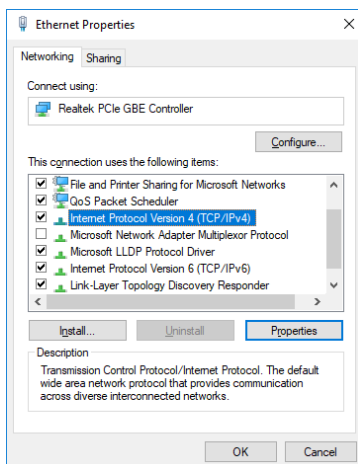 Ethernet Properties
Networking
Sharing
Connect using:
Realtek PCIe GBE Controller
Configure...
This connection uses the following items:
File and Printer Sharing for Microsoft Networks
QoS Packet Scheduler
Internet Protocol Version 4 (TCP/IPv4)
Microsoft Network Adapter Multiplexor Protocol
Microsoft LLDP Protocol Driver
Internet Protocol Version 6 (TCP/IPv6)
Link-Layer Topology Discovery Responder
Install...
Uninstall
Properties
Description
Transmission Control Protocol/Internet Protocol. The default
wide area network protocol that provides communication
across diverse interconnected networks.
OK
Cancel